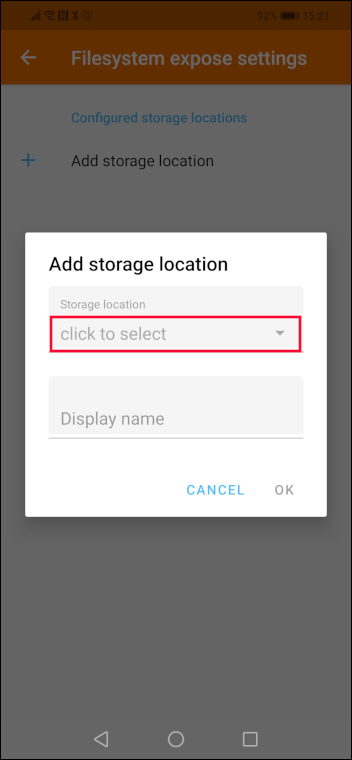 92% 15:21
Filesystem expose settings
Configured storage locations
Add storage location
Add storage location
Storage location
click to select
Display name
CANCEL OK